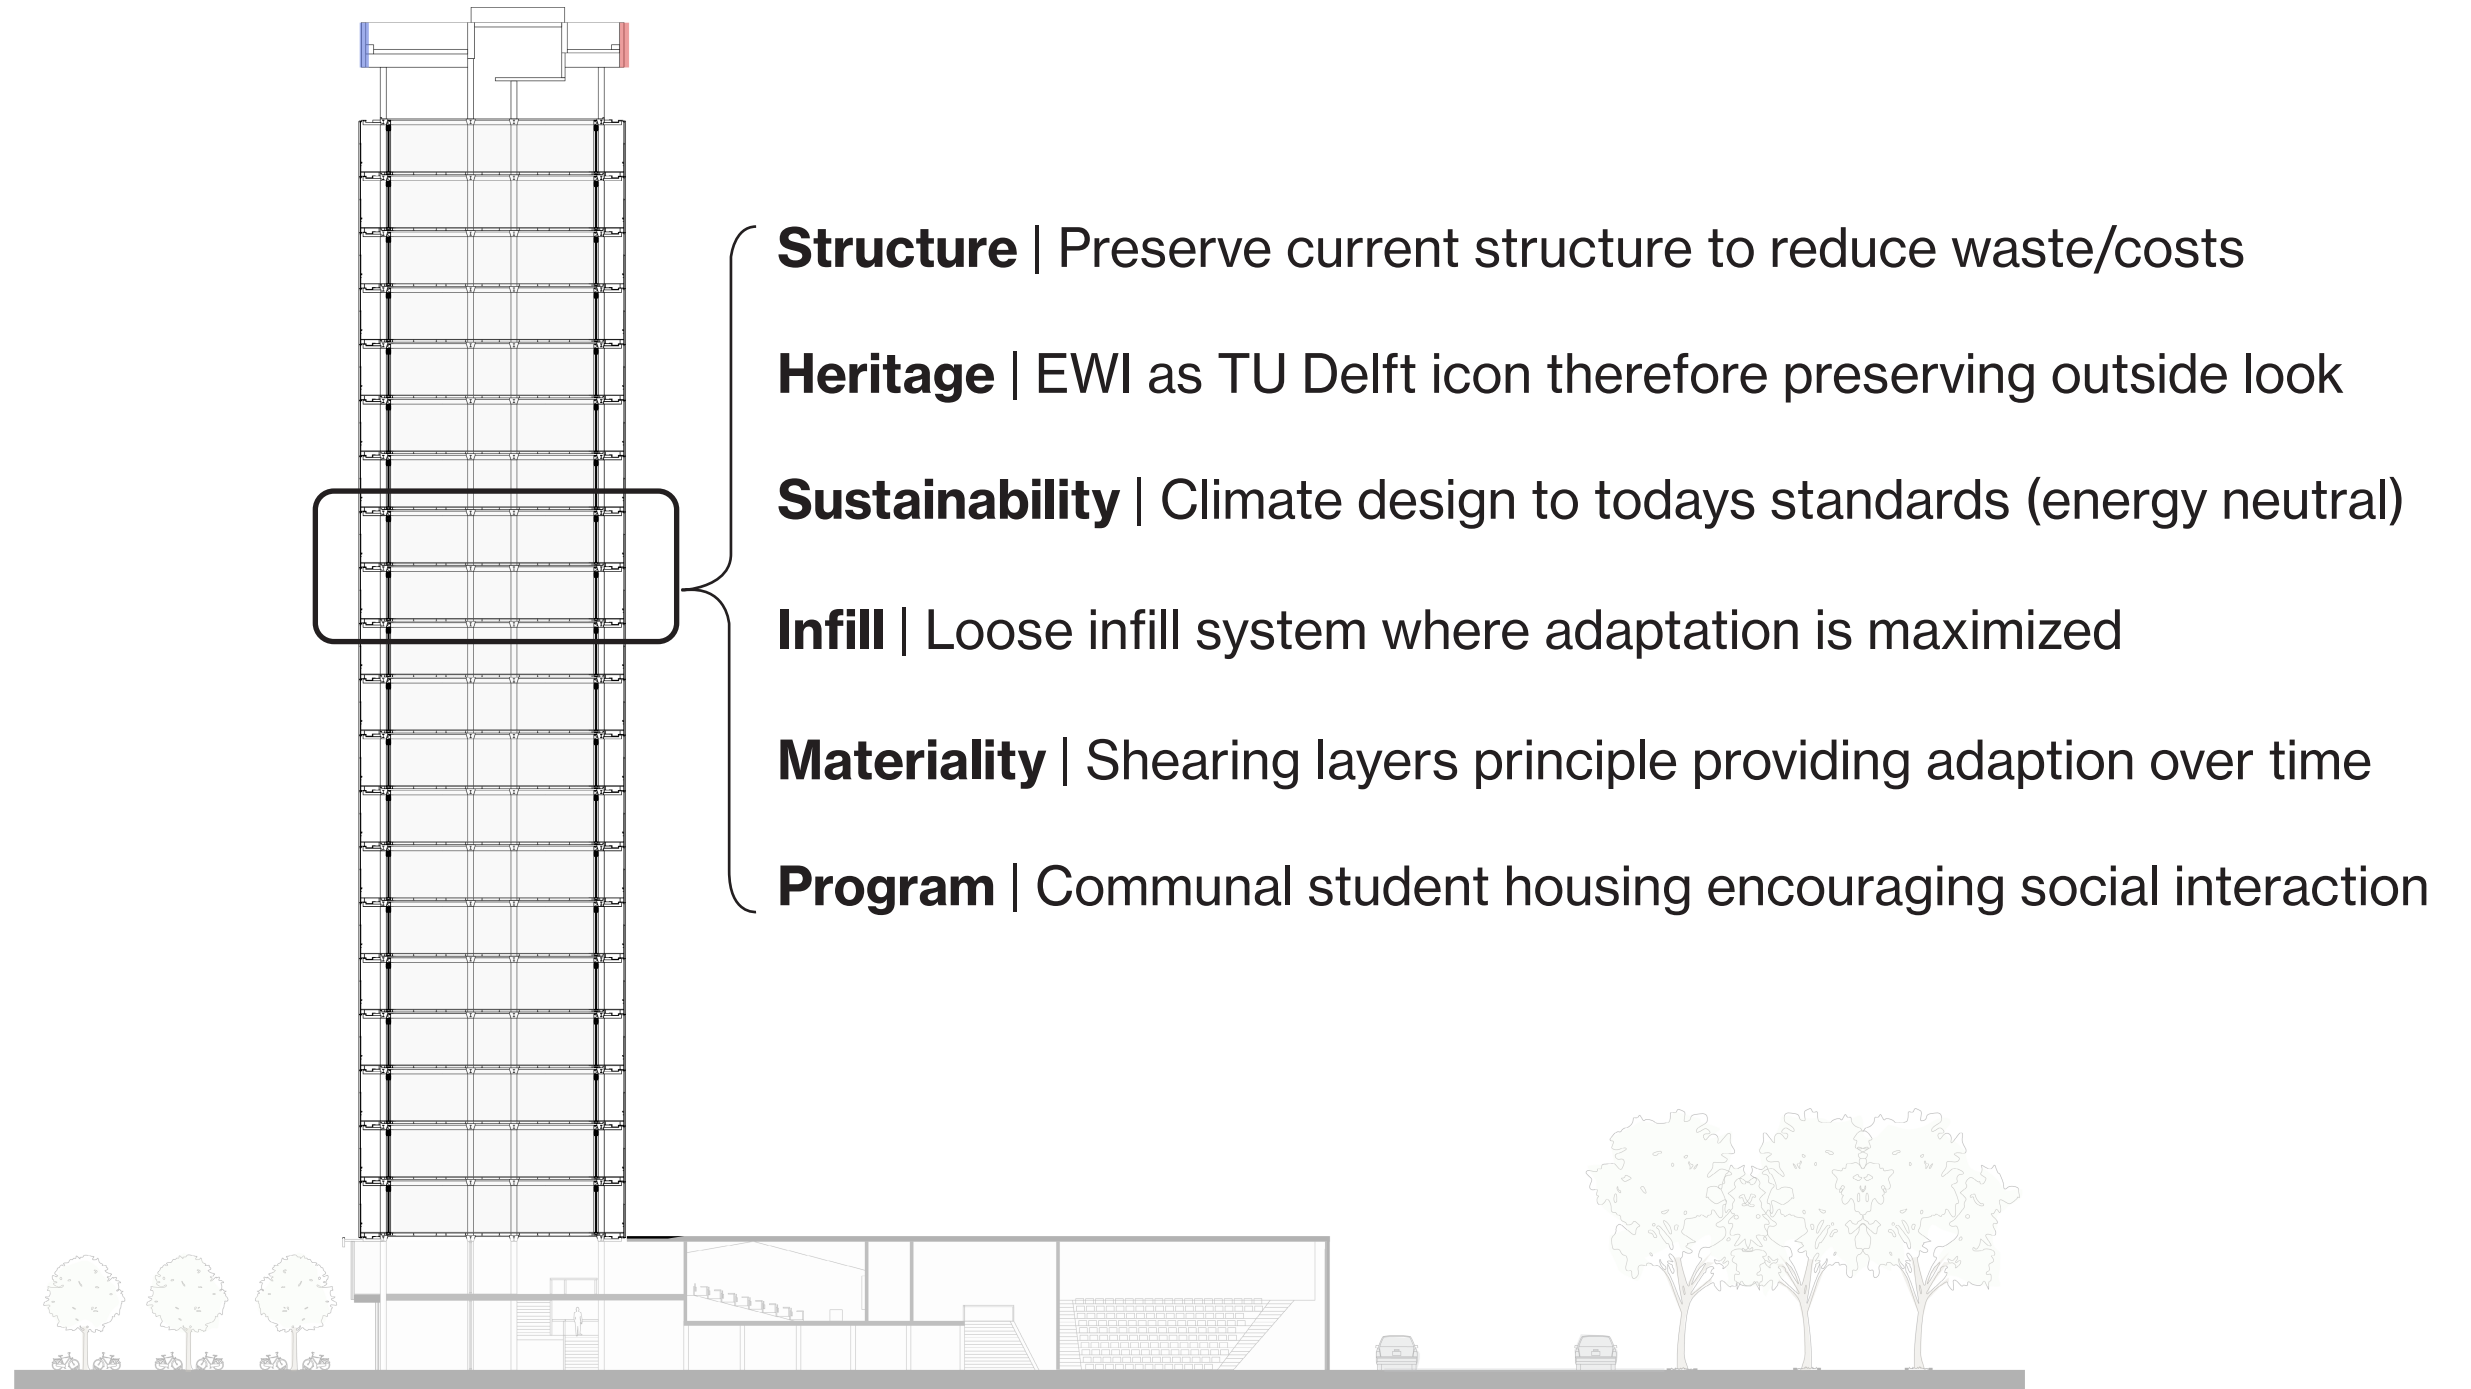 Structure | Preserve current structure to reduce waste/costs
Heritage | EWI as TU Delft icon therefore preserving outside look
Sustainability | Climate design to todays standards (energy neutral)
Infill | Loose infill system where adaptation is maximized
Materiality | Shearing layers principle providing adaption over time
Program | Communal student housing encouraging social interaction